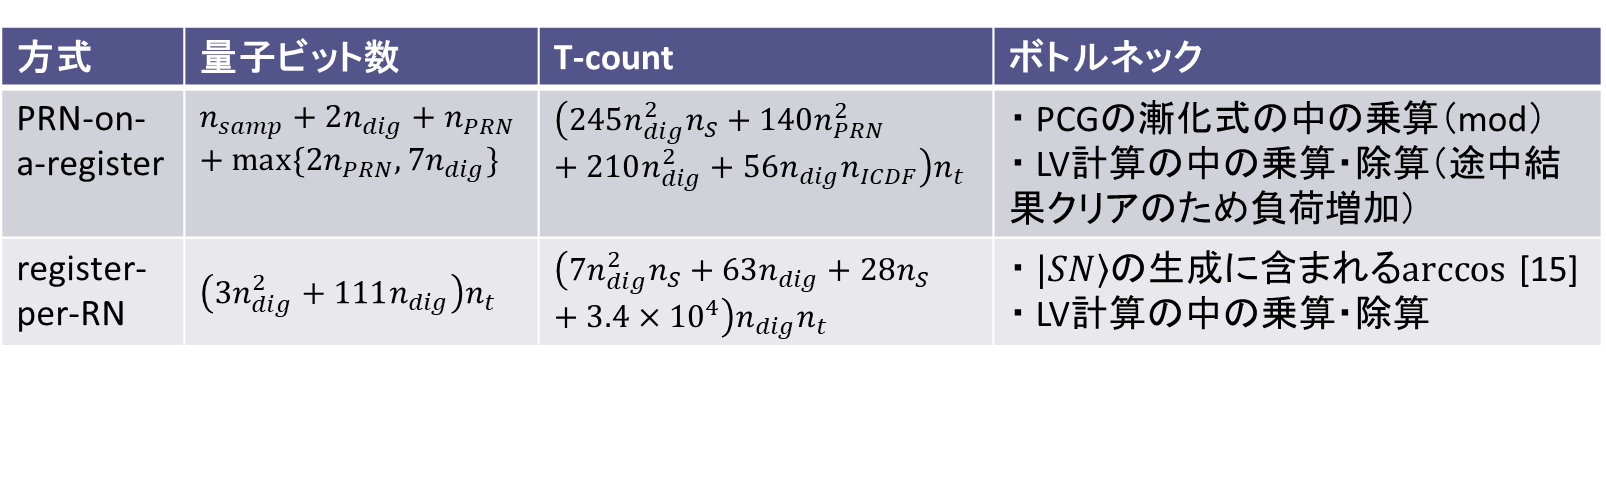 方式 量子ビット数 T-count ボトルネック
PRN-on-
a-register
n_samp + 2n_dig + n_PRN
+ max{2n_PRN, 7n_dig}
(245n_dig^2 n_S + 140n_PRN^2
+ 210n_dig^2 + 56n_dig n_ICDF)n_t
・PCGの漸化式の中の乗算（mod）
・LV計算の中の乗算・除算（途中結
果クリアのため負荷増加）
register-
per-RN
(3n_dig^2 + 111n_dig)n_t
(7n_dig^2 n_S + 63n_dig + 28n_S
+ 3.4 × 10^4)n_dig n_t
・|SN⟩の生成に含まれるarccos [15]
・LV計算の中の乗算・除算